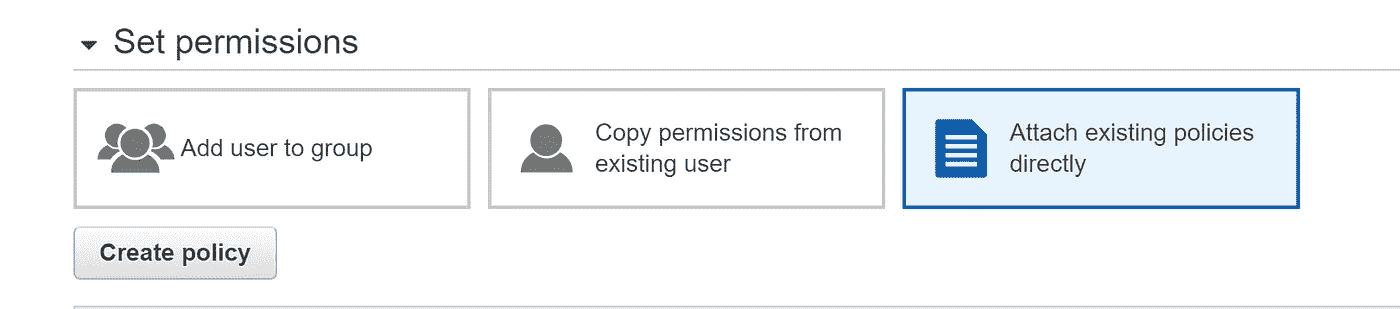 Set permissions
Add user to group
Copy permissions from
existing user
Attach existing policies
directly
Create policy